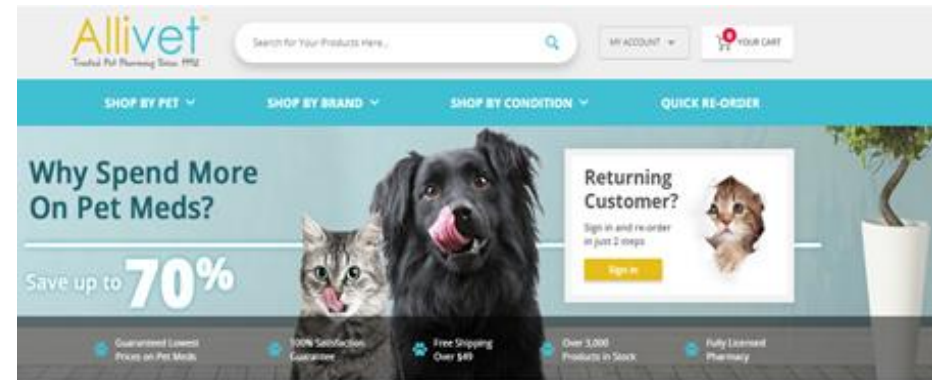 Allivet
Trusted Pet Pharmacy Since 1992
Search for Your Products Here..
MY ACCOUNT
0
YOUR CART
SHOP BY PET
SHOP BY BRAND
SHOP BY CONDITION
QUICK RE-ORDER
Why Spend More
On Pet Meds?
Save up to 70%
Returning
Customer?
Sign in and re-order
in just 2 steps
Sign in
Guaranteed Lowest
Prices on Pet Meds
100% Satisfaction
Guarantee
Free Shipping
Over $49
Over 3,000
Products in Stock
Fully Licensed
Pharmacy